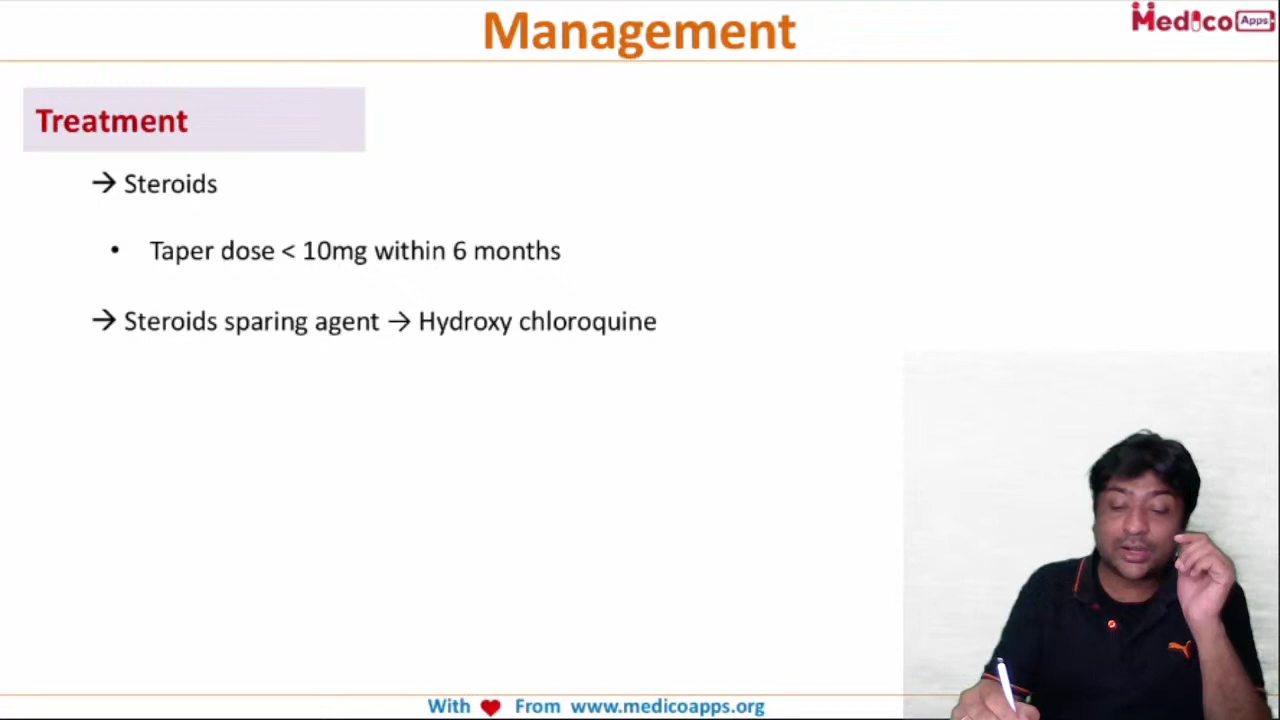 Management
Medico Apps
Treatment
→ Steroids
• Taper dose < 10mg within 6 months
→ Steroids sparing agent → Hydroxy chloroquine
With ❤ From www.medicoapps.org